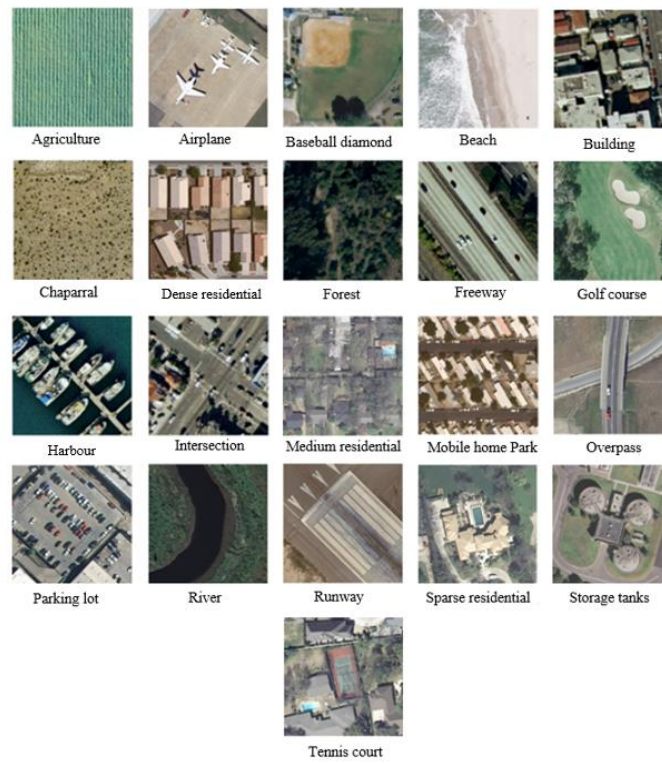 Agriculture
Airplane
Baseball diamond
Beach
Building
Chaparral
Dense residential
Forest
Freeway
Golf course
Harbour
Intersection
Medium residential
Mobile home Park
Overpass
Parking lot
River
Runway
Sparse residential
Storage tanks
Tennis court